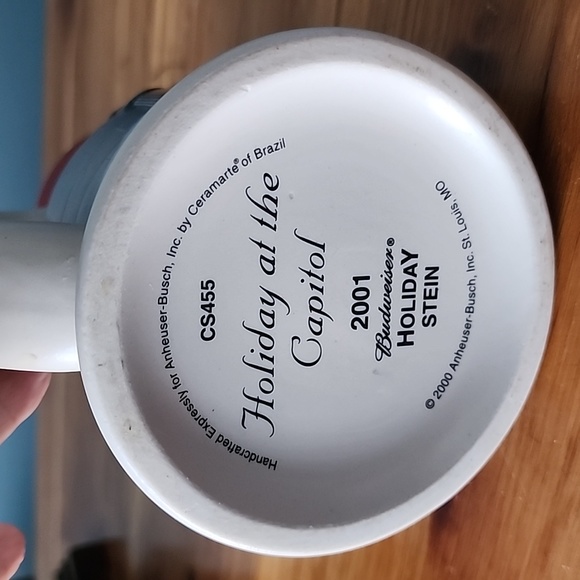 Handcrafted Expressly for Anheuser-Busch, Inc. by Ceramarte® of Brazil
CS455
Holiday at the
Capitol
2001
Budweiser®
HOLIDAY
STEIN
© 2000 Anheuser-Busch, Inc. St. Louis, MO